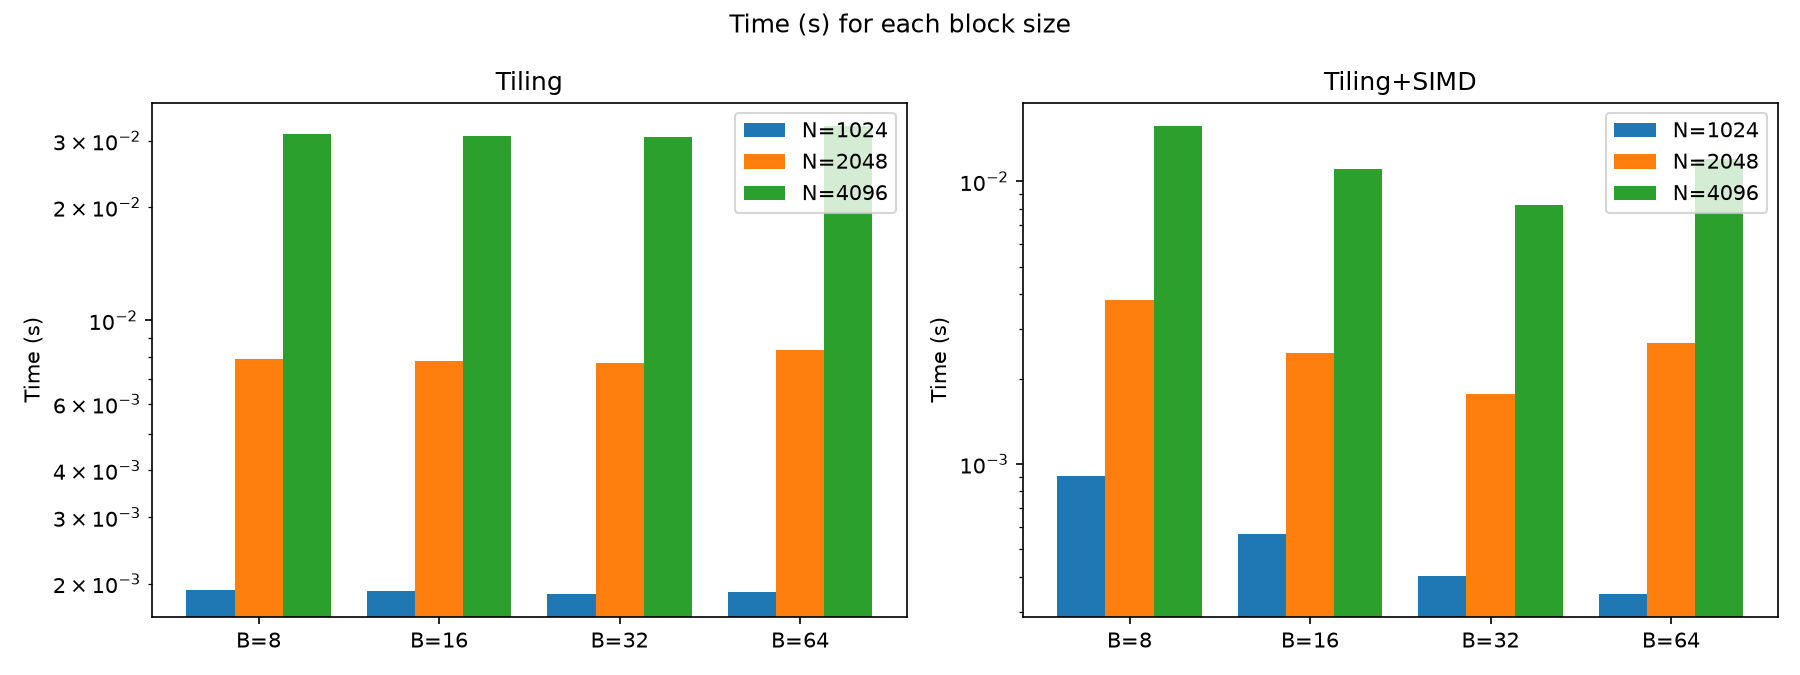 Time (s) for each block size
Tiling
Time (s)
3 × 10⁻²
2 × 10⁻²
10⁻²
6 × 10⁻³
4 × 10⁻³
3 × 10⁻³
2 × 10⁻³
N=1024
N=2048
N=4096
B=8 B=16 B=32 B=64
Tiling+SIMD
Time (s)
10⁻²
10⁻³
N=1024
N=2048
N=4096
B=8 B=16 B=32 B=64